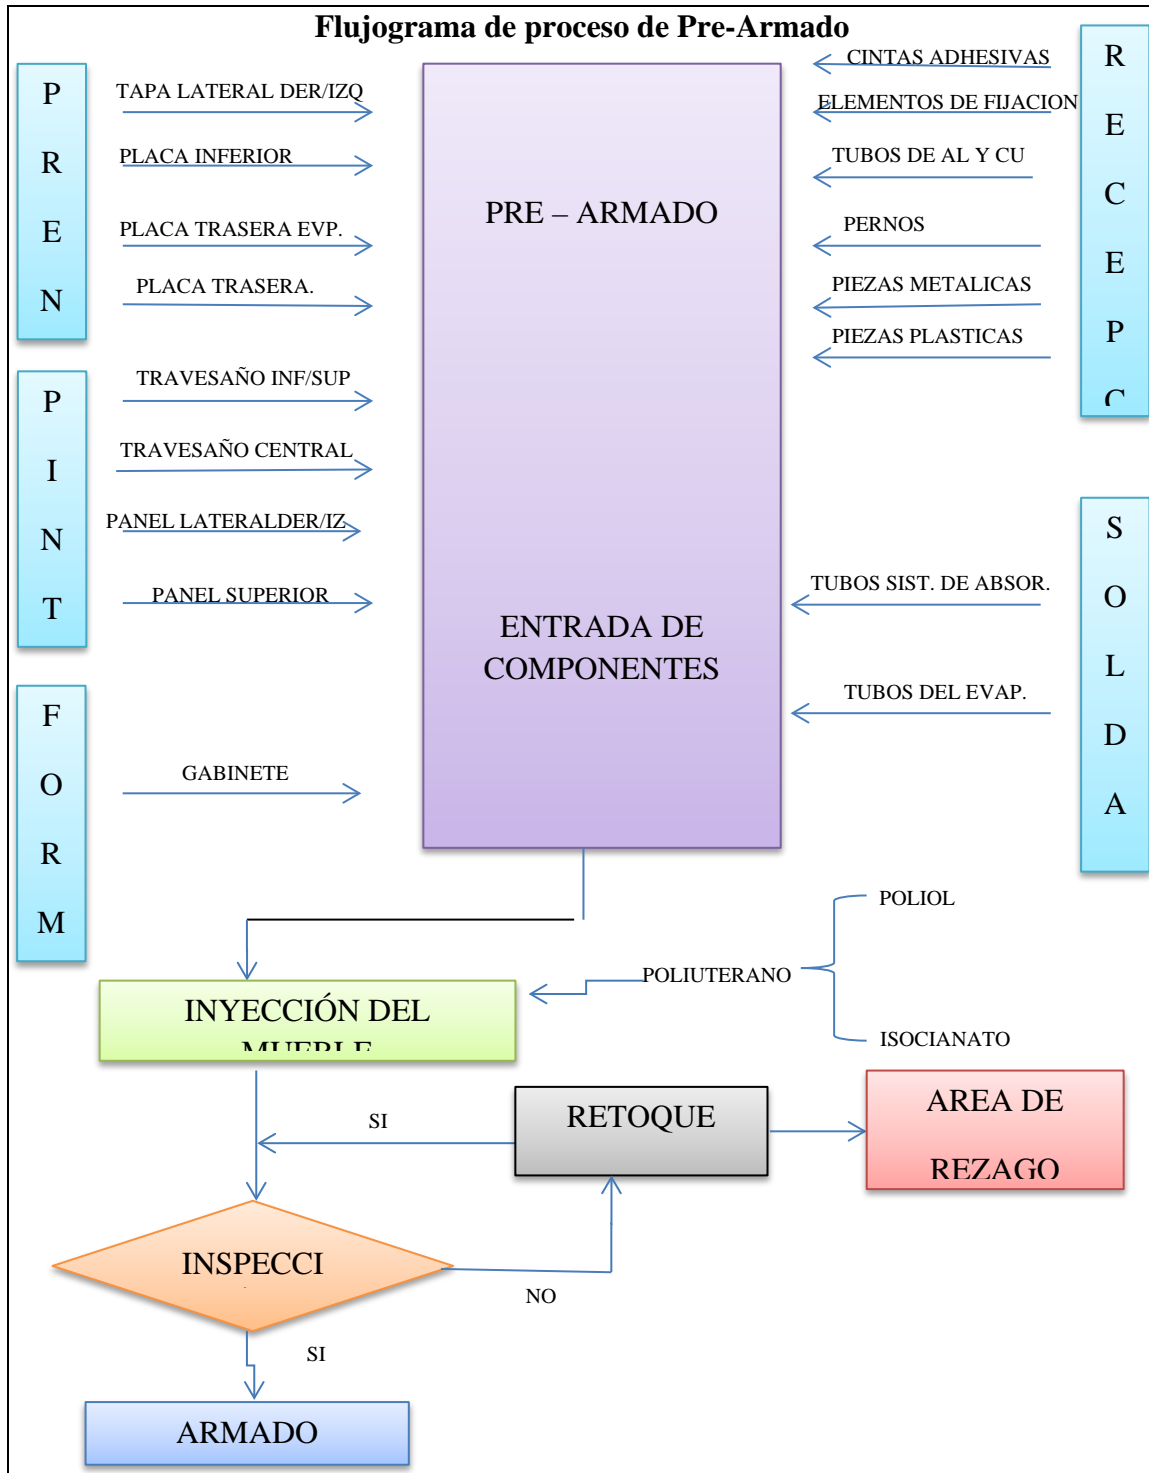 Flujograma de proceso de Pre-Armado
P
R
E
N
TAPA LATERAL DER/IZQ
PLACA INFERIOR
PLACA TRASERA EVP.
PLACA TRASERA.
P
I
N
T
TRAVESAÑO INF/SUP
TRAVESAÑO CENTRAL
PANEL LATERALDER/IZ
PANEL SUPERIOR
F
O
R
M
GABINETE
PRE – ARMADO
ENTRADA DE
COMPONENTES
CINTAS ADHESIVAS
ELEMENTOS DE FIJACION
TUBOS DE AL Y CU
PERNOS
PIEZAS METALICAS
PIEZAS PLASTICAS
R
E
C
E
P
C
TUBOS SIST. DE ABSOR.
TUBOS DEL EVAP.
S
O
L
D
A
POLIOL
POLIUTERANO
ISOCIANATO
INYECCIÓN DEL
MUEBLE
SI
RETOQUE
AREA DE
REZAGO
INSPECCI
NO
SI
ARMADO